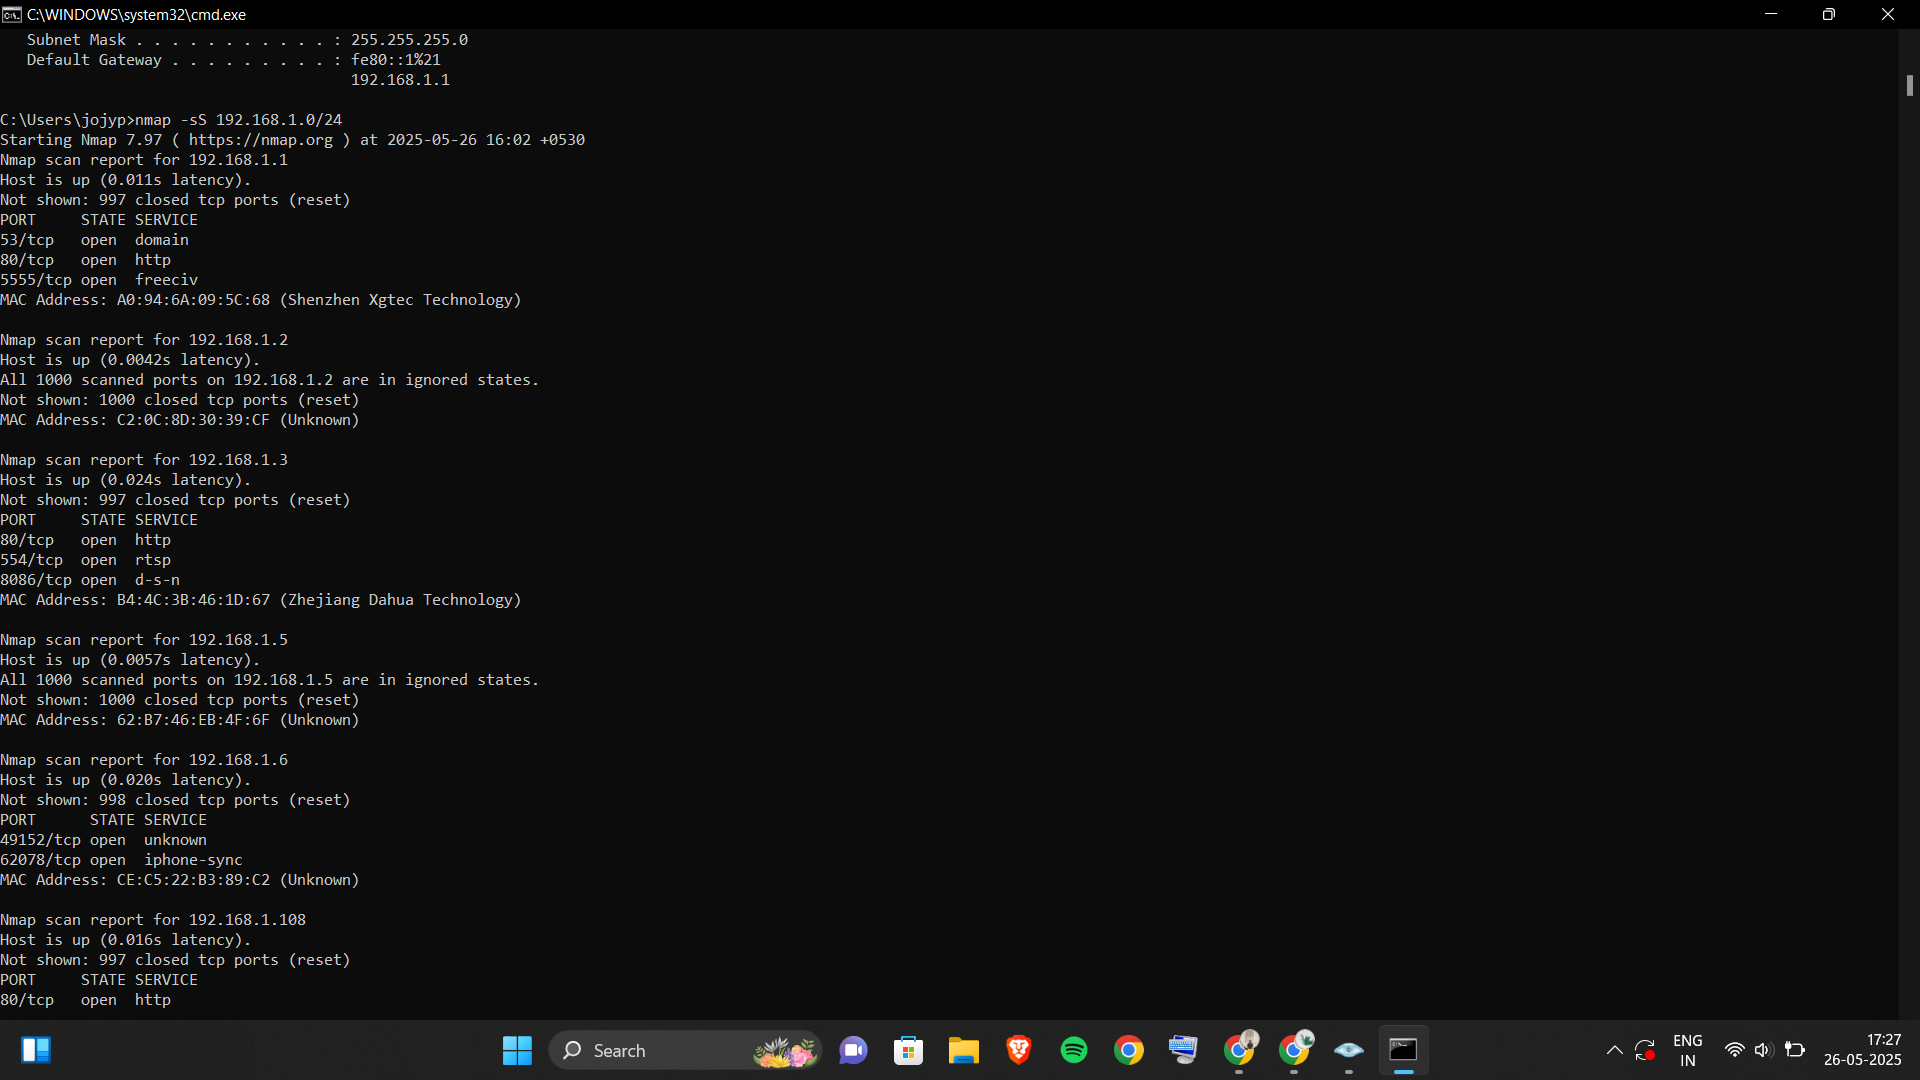 C:\WINDOWS\system32\cmd.exe
   Subnet Mask . . . . . . . . . . . : 255.255.255.0
   Default Gateway . . . . . . . . . : fe80::1%21
                                       192.168.1.1

C:\Users\jojyp>nmap -sS 192.168.1.0/24
Starting Nmap 7.97 ( https://nmap.org ) at 2025-05-26 16:02 +0530
Nmap scan report for 192.168.1.1
Host is up (0.011s latency).
Not shown: 997 closed tcp ports (reset)
PORT     STATE SERVICE
53/tcp   open  domain
80/tcp   open  http
5555/tcp open  freeciv
MAC Address: A0:94:6A:09:5C:68 (Shenzhen Xgtec Technology)

Nmap scan report for 192.168.1.2
Host is up (0.0042s latency).
All 1000 scanned ports on 192.168.1.2 are in ignored states.
Not shown: 1000 closed tcp ports (reset)
MAC Address: C2:0C:8D:30:39:CF (Unknown)

Nmap scan report for 192.168.1.3
Host is up (0.024s latency).
Not shown: 997 closed tcp ports (reset)
PORT     STATE SERVICE
80/tcp   open  http
554/tcp  open  rtsp
8086/tcp open  d-s-n
MAC Address: B4:4C:3B:46:1D:67 (Zhejiang Dahua Technology)

Nmap scan report for 192.168.1.5
Host is up (0.0057s latency).
All 1000 scanned ports on 192.168.1.5 are in ignored states.
Not shown: 1000 closed tcp ports (reset)
MAC Address: 62:B7:46:EB:4F:6F (Unknown)

Nmap scan report for 192.168.1.6
Host is up (0.020s latency).
Not shown: 998 closed tcp ports (reset)
PORT      STATE SERVICE
49152/tcp open  unknown
62078/tcp open  iphone-sync
MAC Address: CE:C5:22:B3:89:C2 (Unknown)

Nmap scan report for 192.168.1.108
Host is up (0.016s latency).
Not shown: 997 closed tcp ports (reset)
PORT     STATE SERVICE
80/tcp   open  http
Search
ENG
IN
17:27
26-05-2025